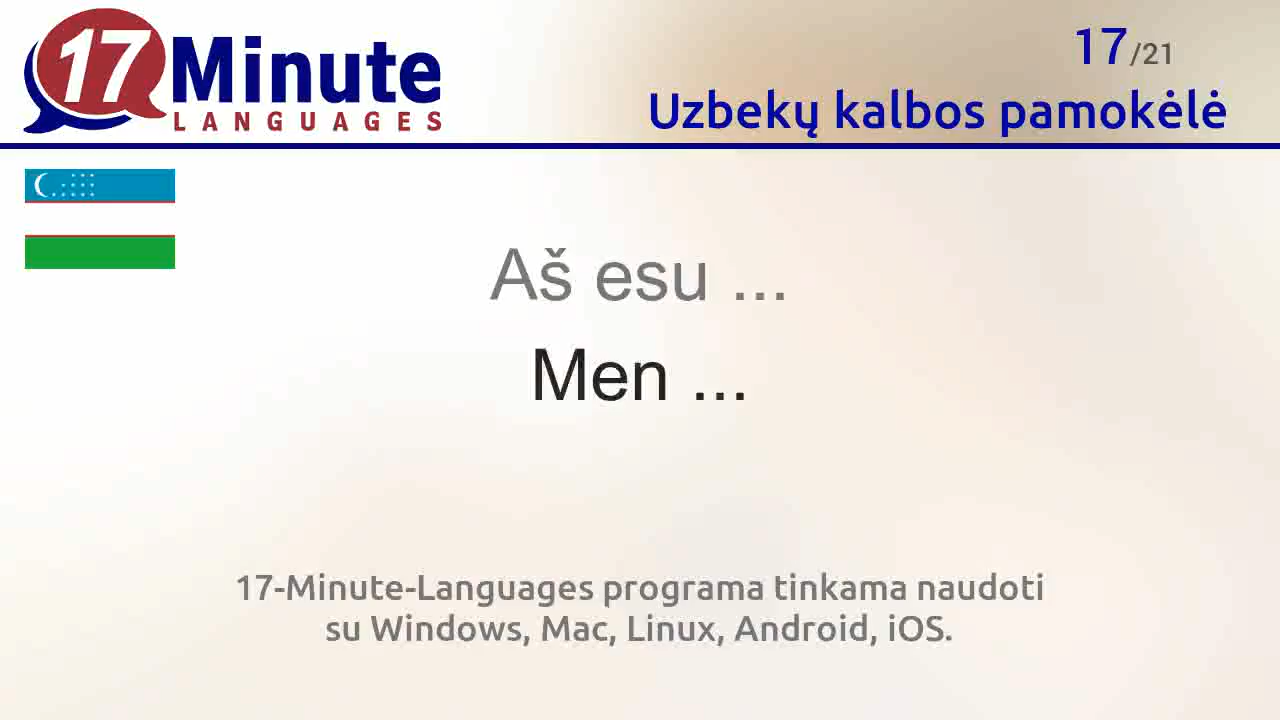 17 Minute
LANGUAGES
17/21
Uzbekų kalbos pamokėlė
Aš esu ...
Men ...
17-Minute-Languages programa tinkama naudoti
su Windows, Mac, Linux, Android, iOS.